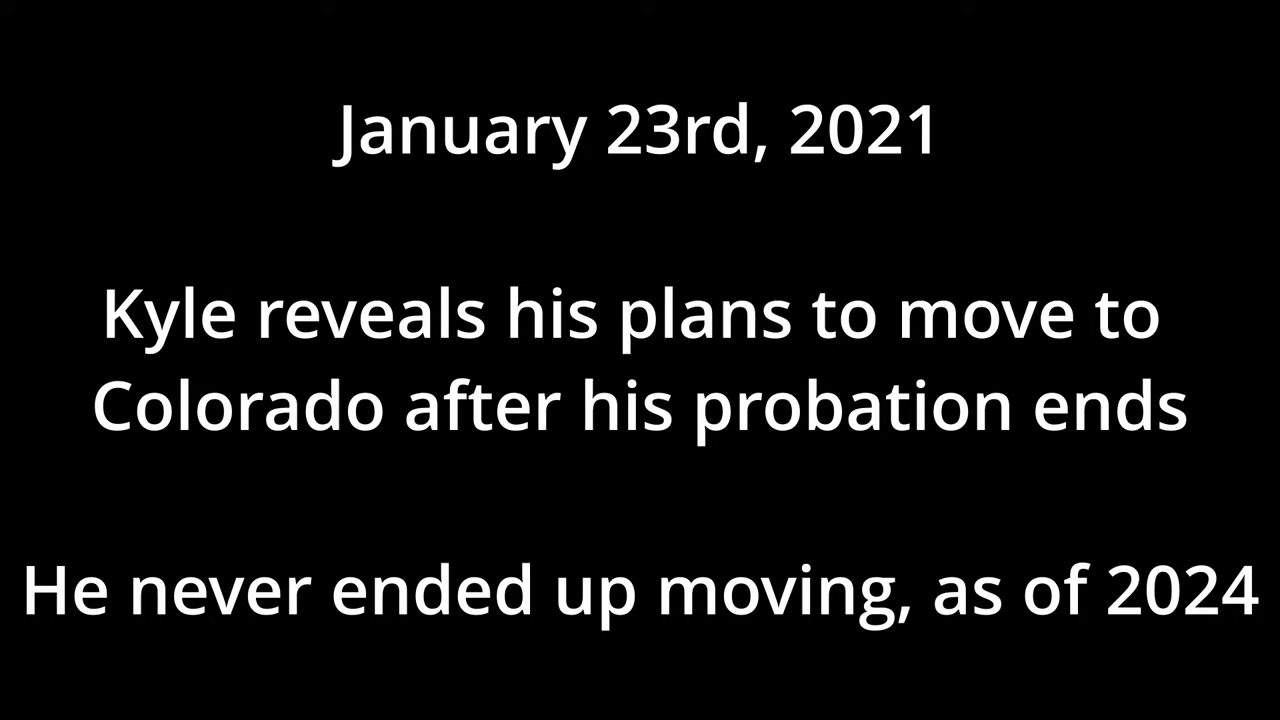 January 23rd, 2021
Kyle reveals his plans to move to
Colorado after his probation ends
He never ended up moving, as of 2024